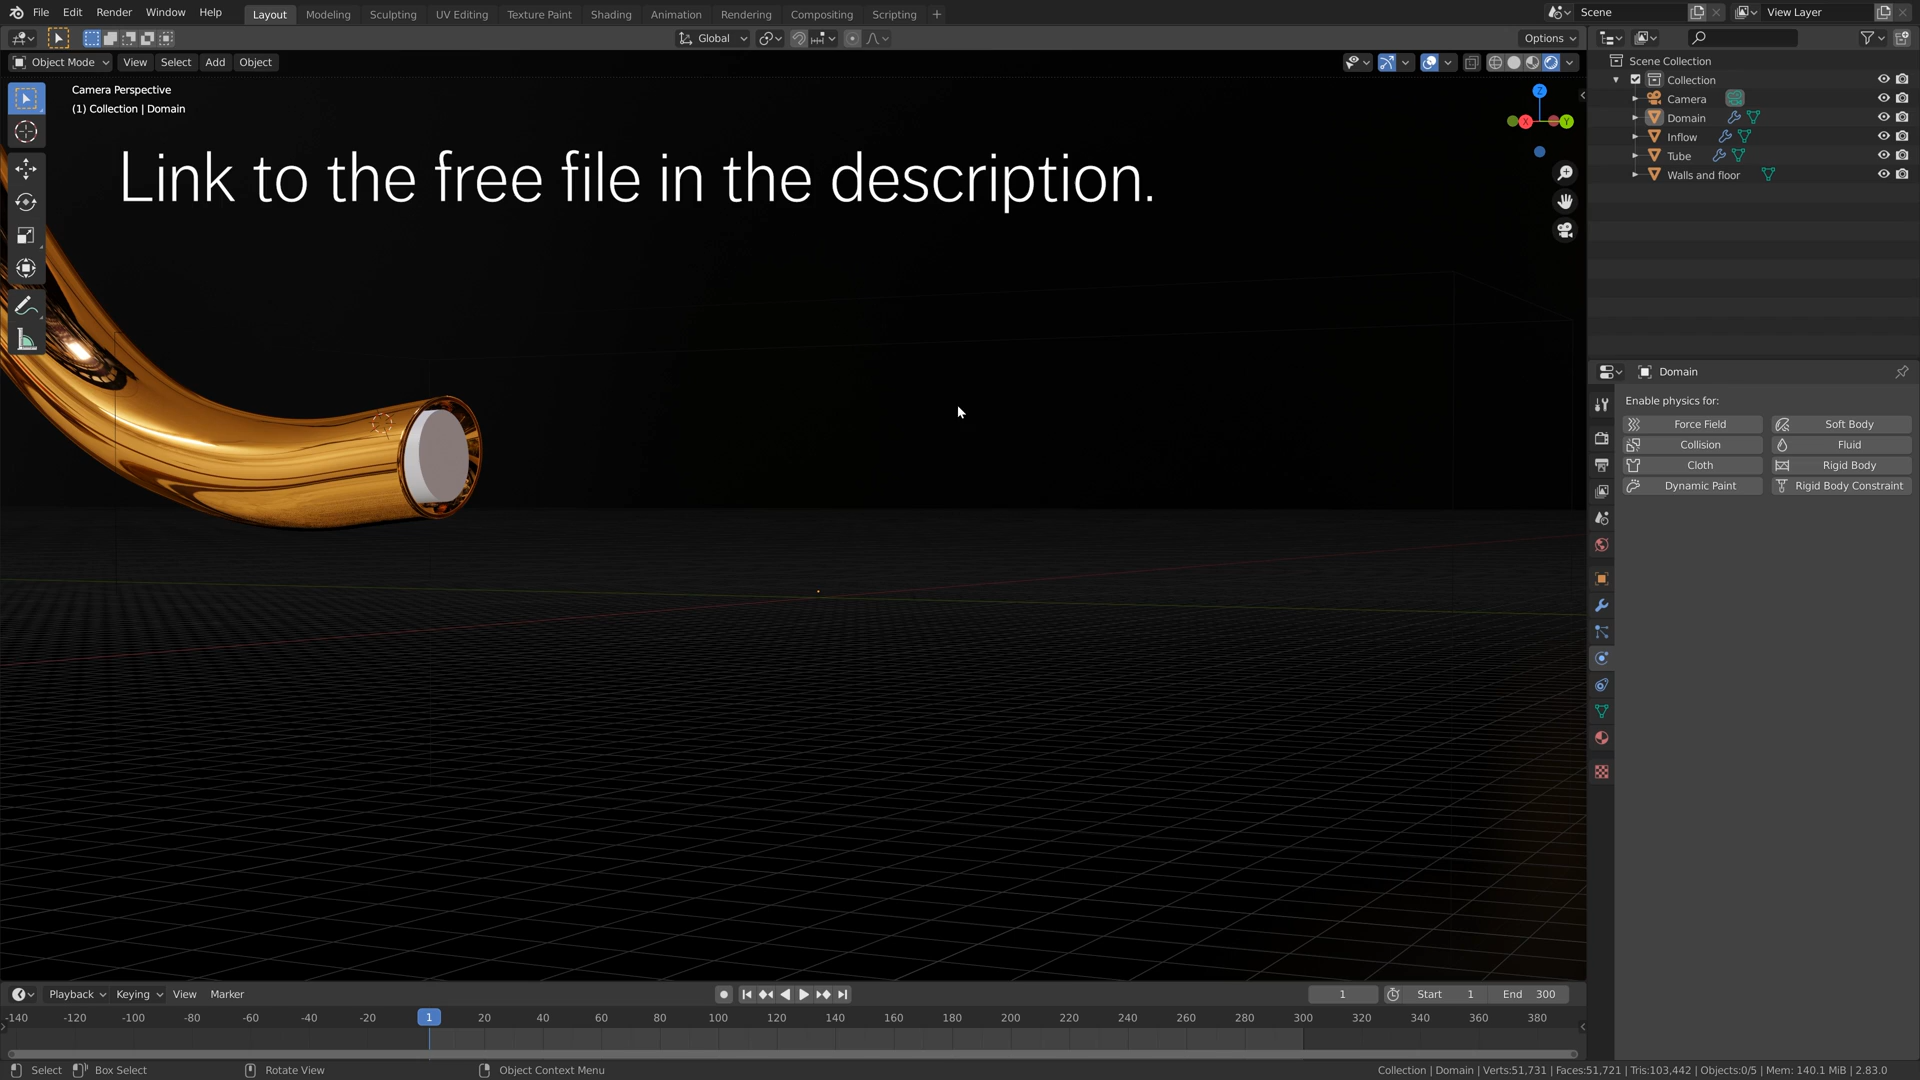 File Edit Render Window Help Layout Modeling Sculpting UV Editing Texture Paint Shading Animation Rendering Compositing Scripting + Scene View Layer
Global Options
Object Mode View Select Add Object
Camera Perspective
(1) Collection | Domain
Link to the free file in the description.
Z
X
Y
Scene Collection
Collection
Camera
Domain
Inflow
Tube
Walls and floor
Domain
Enable physics for:
Force Field Soft Body
Collision Fluid
Cloth Rigid Body
Dynamic Paint Rigid Body Constraint
Playback Keying View Marker 1 Start 1 End 300
-140 -120 -100 -80 -60 -40 -20 1 20 40 60 80 100 120 140 160 180 200 220 240 260 280 300 320 340 360 380
Select Box Select Rotate View Object Context Menu Collection | Domain | Verts:51,731 | Faces:51,721 | Tris:103,442 | Objects:0/5 | Mem: 140.1 MiB | 2.83.0